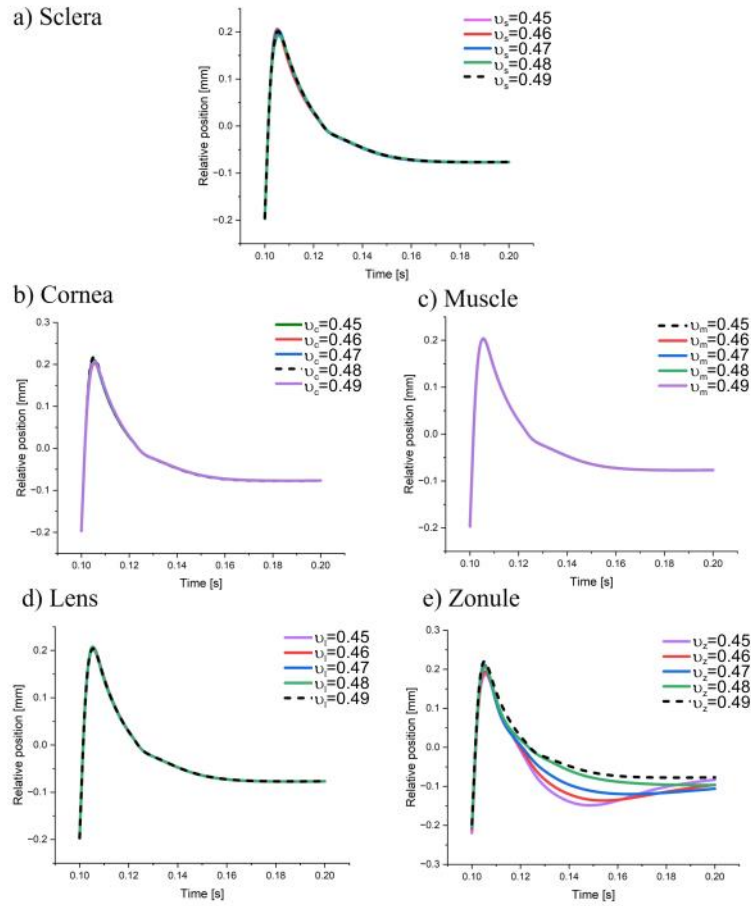 a) Sclera
Relative position [mm]
0.2
0.1
0.0
−0.1
−0.2
0.10 0.12 0.14 0.16 0.18 0.20
Time [s]
υs=0.45
υs=0.46
υs=0.47
υs=0.48
υs=0.49
b) Cornea
Relative position [mm]
0.3
0.2
0.1
0.0
−0.1
−0.2
0.10 0.12 0.14 0.16 0.18 0.20
Time [s]
υc=0.45
υc=0.46
υc=0.47
υc=0.48
υc=0.49
c) Muscle
Relative position [mm]
0.2
0.1
0.0
−0.1
−0.2
0.10 0.12 0.14 0.16 0.18 0.20
Time [s]
υm=0.45
υm=0.46
υm=0.47
υm=0.48
υm=0.49
d) Lens
Relative position [mm]
0.2
0.1
0.0
−0.1
−0.2
0.10 0.12 0.14 0.16 0.18 0.20
Time [s]
υl=0.45
υl=0.46
υl=0.47
υl=0.48
υl=0.49
e) Zonule
Relative position [mm]
0.3
0.2
0.1
0.0
−0.1
−0.2
−0.3
0.10 0.12 0.14 0.16 0.18 0.20
Time [s]
υz=0.45
υz=0.46
υz=0.47
υz=0.48
υz=0.49